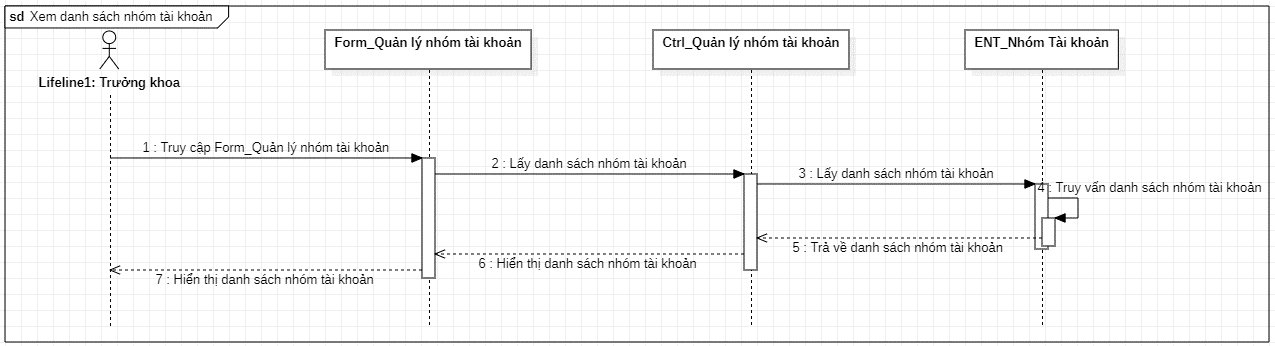 sd Xem danh sách nhóm tài khoản
Form_Quản lý nhóm tài khoản
Ctrl_Quản lý nhóm tài khoản
ENT_Nhóm Tài khoản
Lifeline1: Trưởng khoa
1 : Truy cập Form_Quản lý nhóm tài khoản
2 : Lấy danh sách nhóm tài khoản
3 : Lấy danh sách nhóm tài khoản
4 : Truy vấn danh sách nhóm tài khoản
5 : Trả về danh sách nhóm tài khoản
6 : Hiển thị danh sách nhóm tài khoản
7 : Hiển thị danh sách nhóm tài khoản